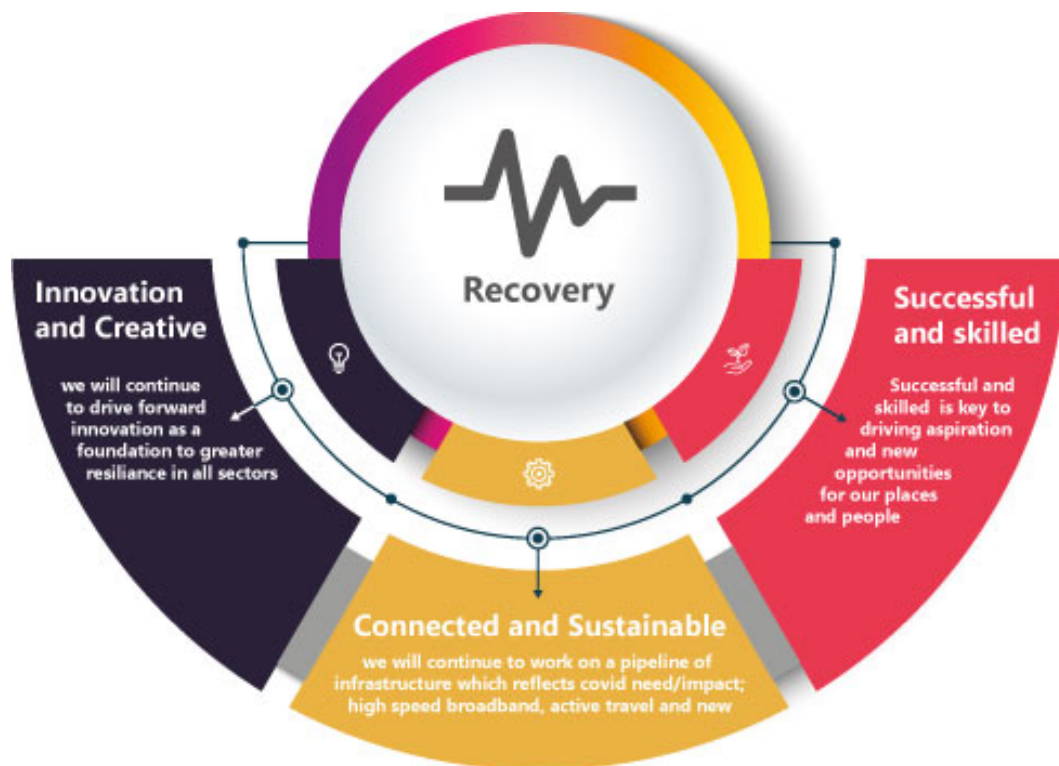 Recovery
Innovation
and Creative
we will continue
to drive forward
innovation as a
foundation to greater
resiliance in all sectors
Connected and Sustainable
we will continue to work on a pipeline of
infrastructure which reflects covid need/impact;
high speed broadband, active travel and new
Successful
and skilled
Successful and
skilled is key to
driving aspiration
and new
opportunities
for our places
and people